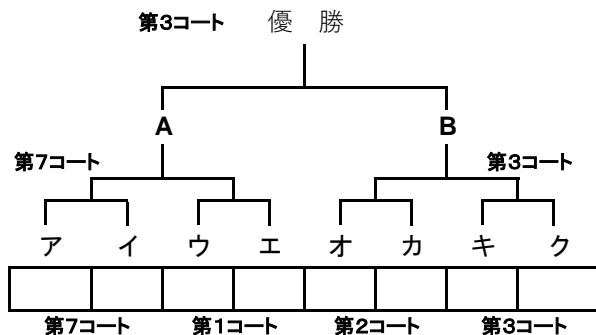 第3コート 優 勝
A B
第7コート 第3コート
ア イ ウ エ オ カ キ ク
第7コート 第1コート 第2コート 第3コート